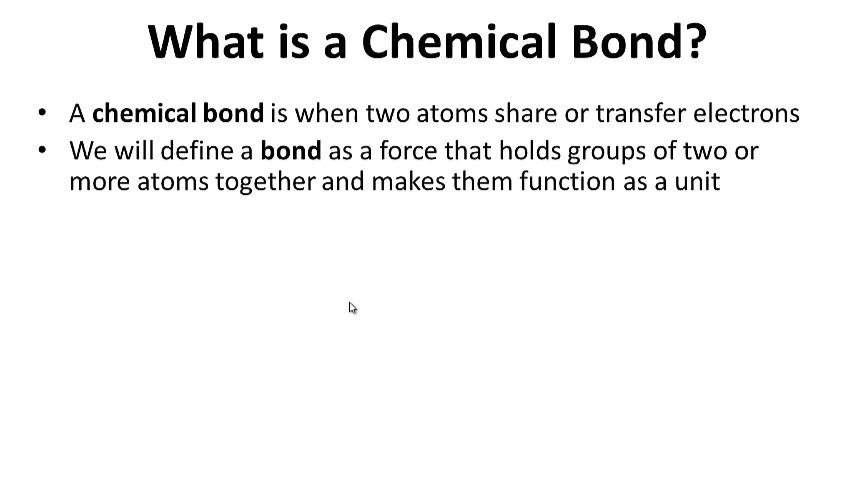 What is a Chemical Bond?
• A chemical bond is when two atoms share or transfer electrons
• We will define a bond as a force that holds groups of two or
more atoms together and makes them function as a unit